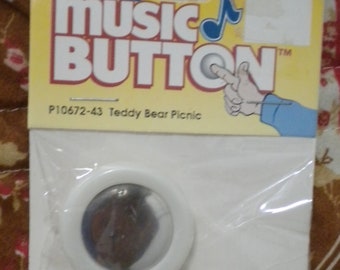 music
BUTTON™
P10672-43 Teddy Bear Picnic